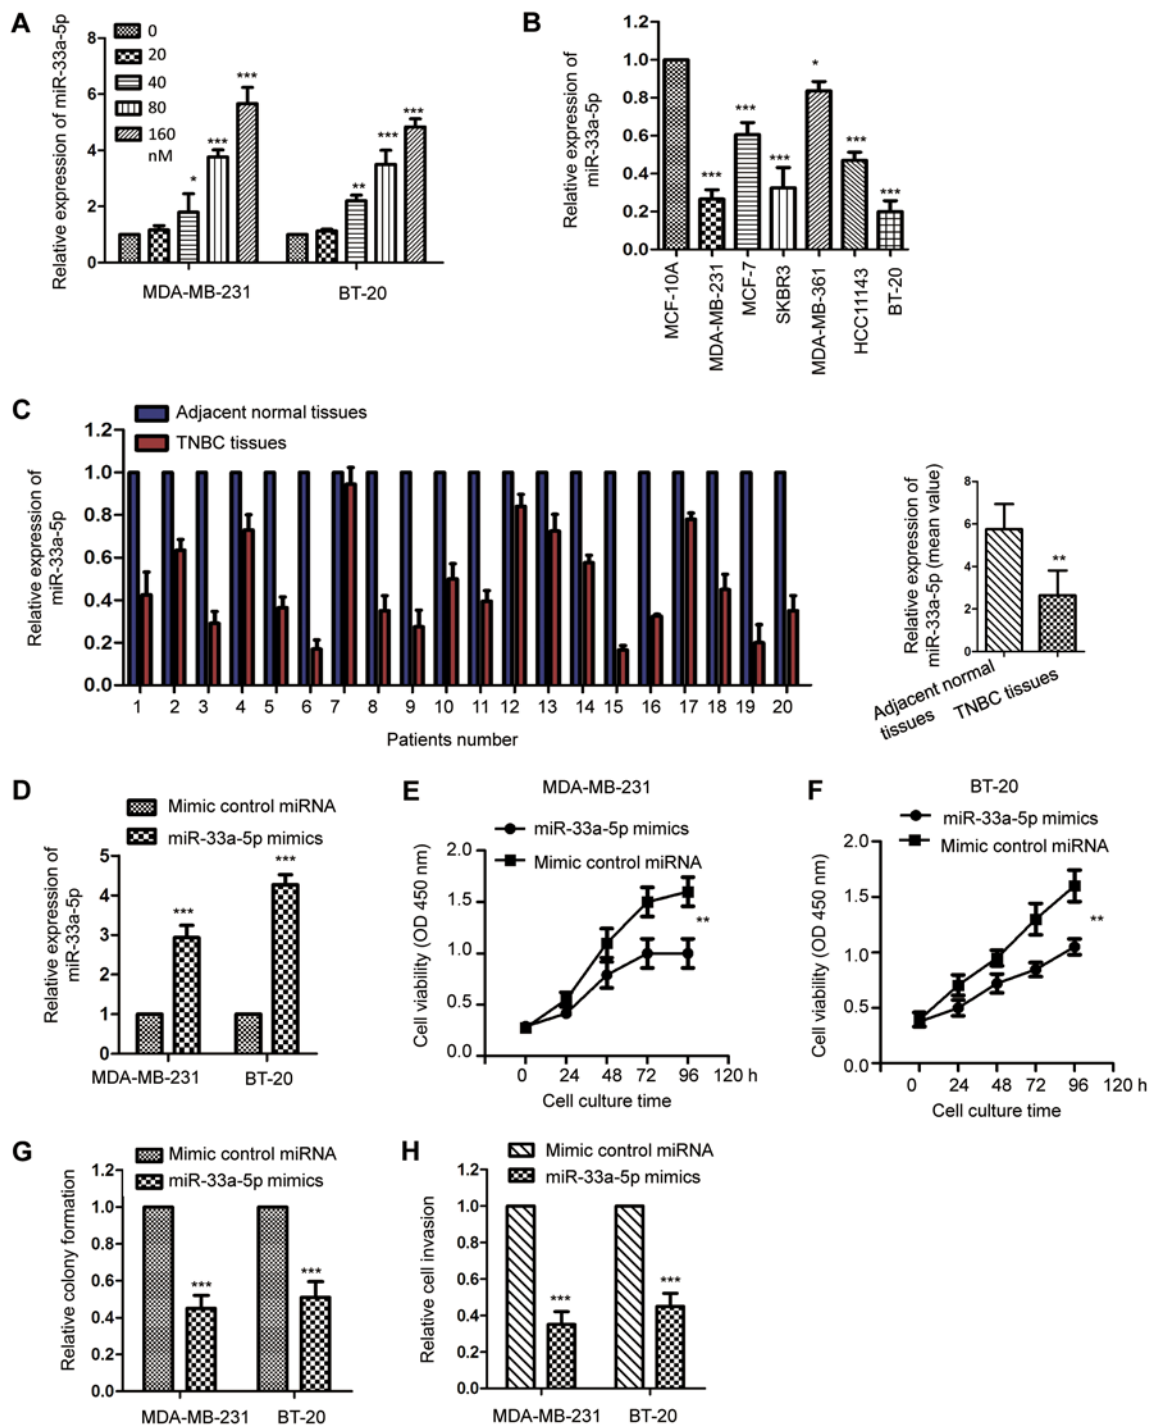 A
Relative expression of miR-33a-5p
0
20
40
80
160
nM
8
6
4
2
0
*
***
***
**
***
***
MDA-MB-231
BT-20
B
Relative expression of
miR-33a-5p
1.2
1.0
0.8
0.6
0.4
0.2
0.0
***
***
***
*
***
***
MCF-10A
MDA-MB-231
MCF-7
SKBR3
MDA-MB-361
HCC11143
BT-20
C
Adjacent normal tissues
TNBC tissues
Relative expression of
miR-33a-5p
1.2
1.0
0.8
0.6
0.4
0.2
0.0
1 2 3 4 5 6 7 8 9 10 11 12 13 14 15 16 17 18 19 20
Patients number
Relative expression of
miR-33a-5p (mean value)
8
6
4
2
0
**
Adjacent normal
tissues
TNBC tissues
D
Mimic control miRNA
miR-33a-5p mimics
Relative expression of
miR-33a-5p
5
4
3
2
1
0
***
***
MDA-MB-231
BT-20
E
MDA-MB-231
miR-33a-5p mimics
Mimic control miRNA
Cell viability (OD 450 nm)
2.0
1.5
1.0
0.5
0.0
**
0 24 48 72 96 120 h
Cell culture time
F
BT-20
miR-33a-5p mimics
Mimic control miRNA
Cell viability (OD 450 nm)
2.0
1.5
1.0
0.5
0.0
**
0 24 48 72 96 120 h
Cell culture time
G
Mimic control miRNA
miR-33a-5p mimics
Relative colony formation
1.2
1.0
0.8
0.6
0.4
0.2
0.0
***
***
MDA-MB-231
BT-20
H
Mimic control miRNA
miR-33a-5p mimics
Relative cell invasion
1.2
1.0
0.8
0.6
0.4
0.2
0.0
***
***
MDA-MB-231
BT-20